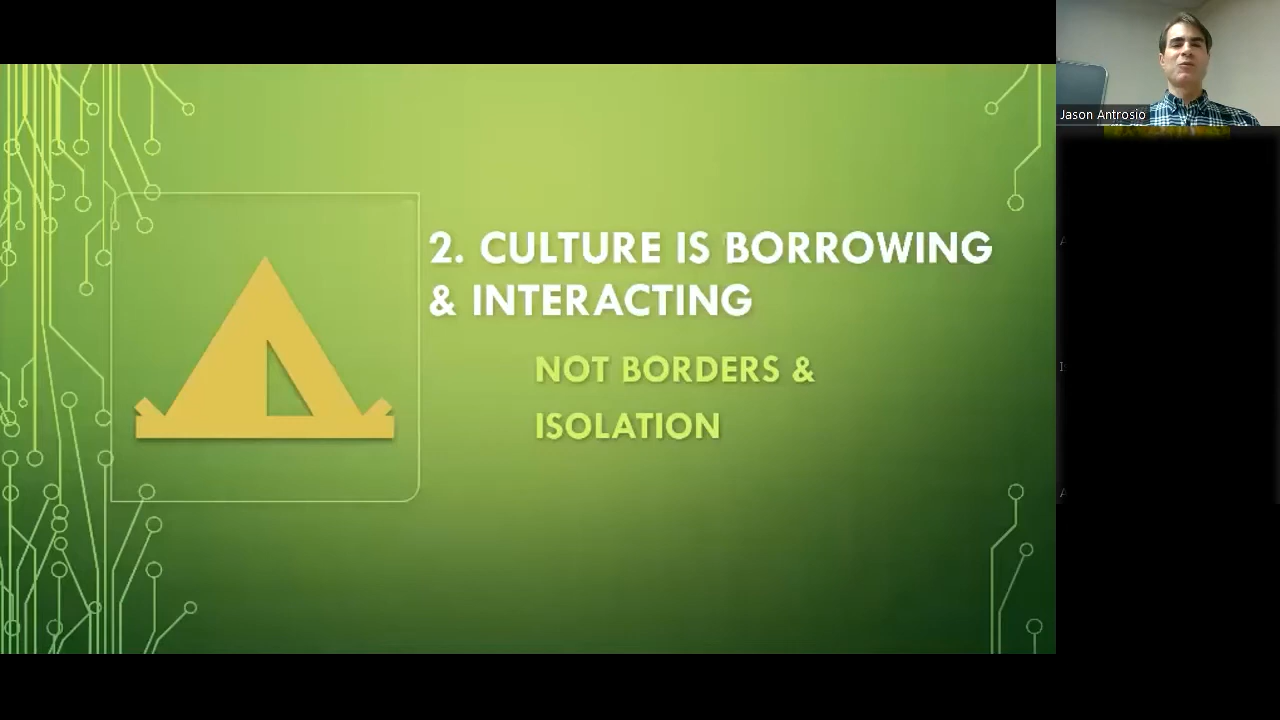 2. CULTURE IS BORROWING
& INTERACTING
NOT BORDERS &
ISOLATION
Jason Antrosio